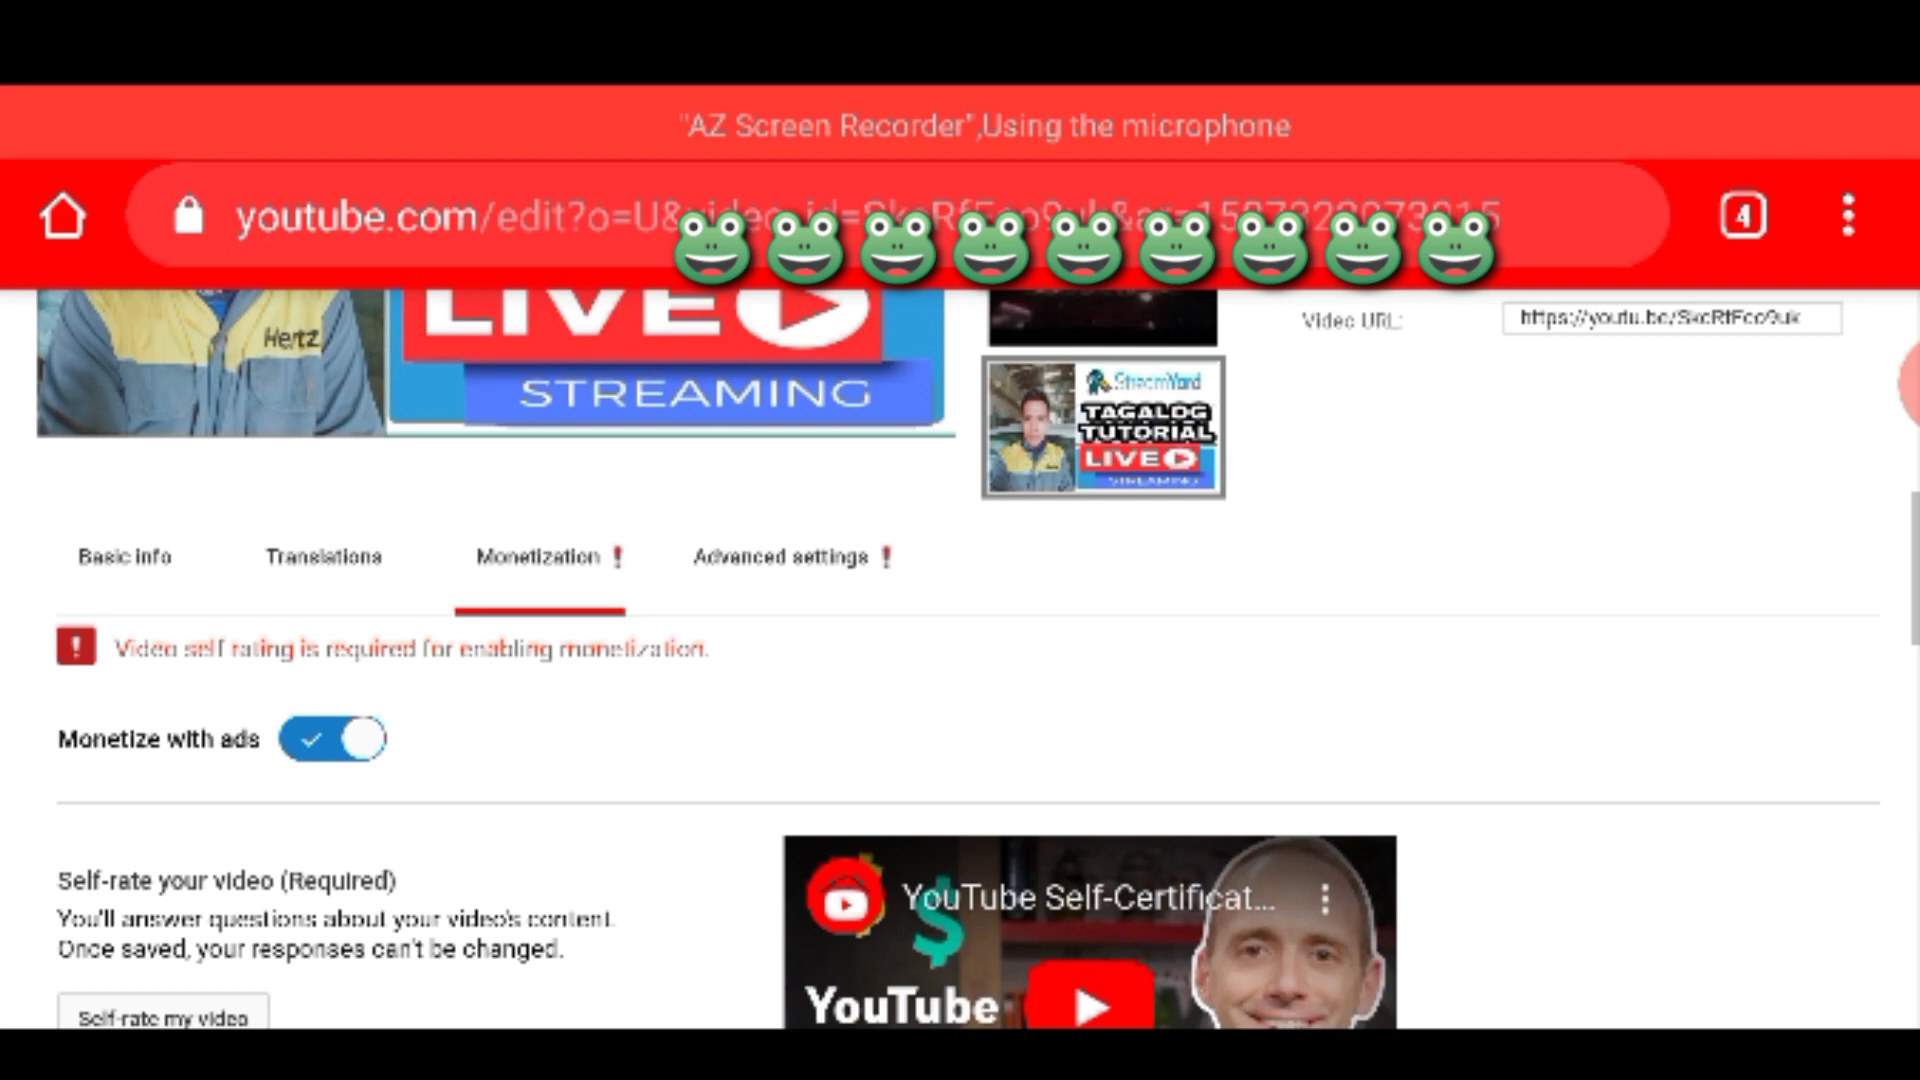 "AZ Screen Recorder",Using the microphone
youtube.com/edit?o=U&video_id=
4
Hertz
LIVE
STREAMING
Video URL:
StreamYard
TAGALOG
TUTORIAL
LIVE
STREAMING
Basic info
Translations
Monetization
Advanced settings
Video self rating is required for enabling monetization.
Monetize with ads
Self-rate your video (Required)
You'll answer questions about your video's content.
Once saved, your responses can't be changed.
Self-rate my video
YouTube Self-Certificat...
$
YouTube